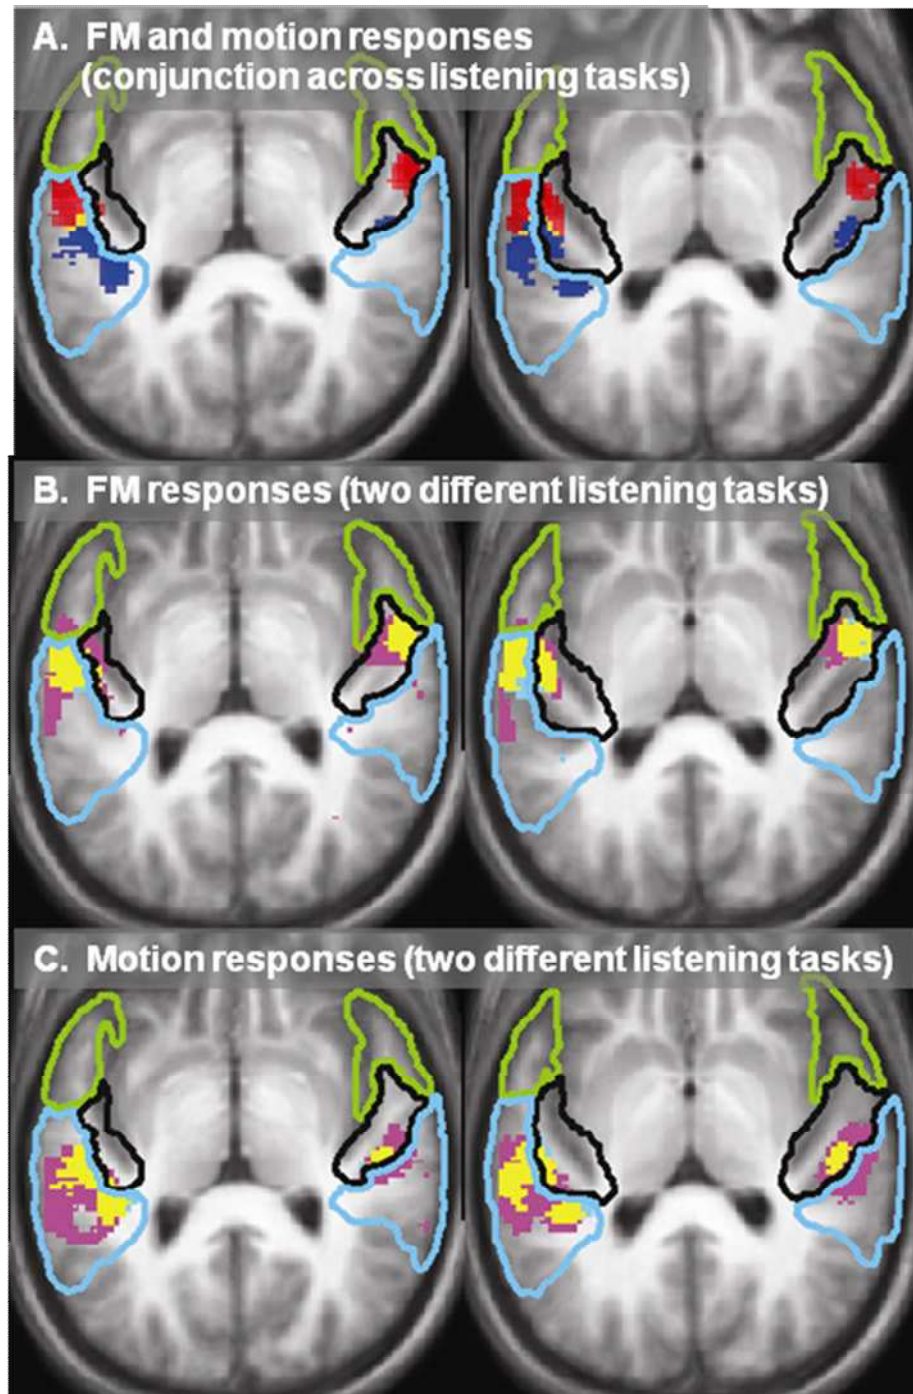 A. FM and motion responses
(conjunction across listening tasks)
B. FM responses (two different listening tasks)
C. Motion responses (two different listening tasks)